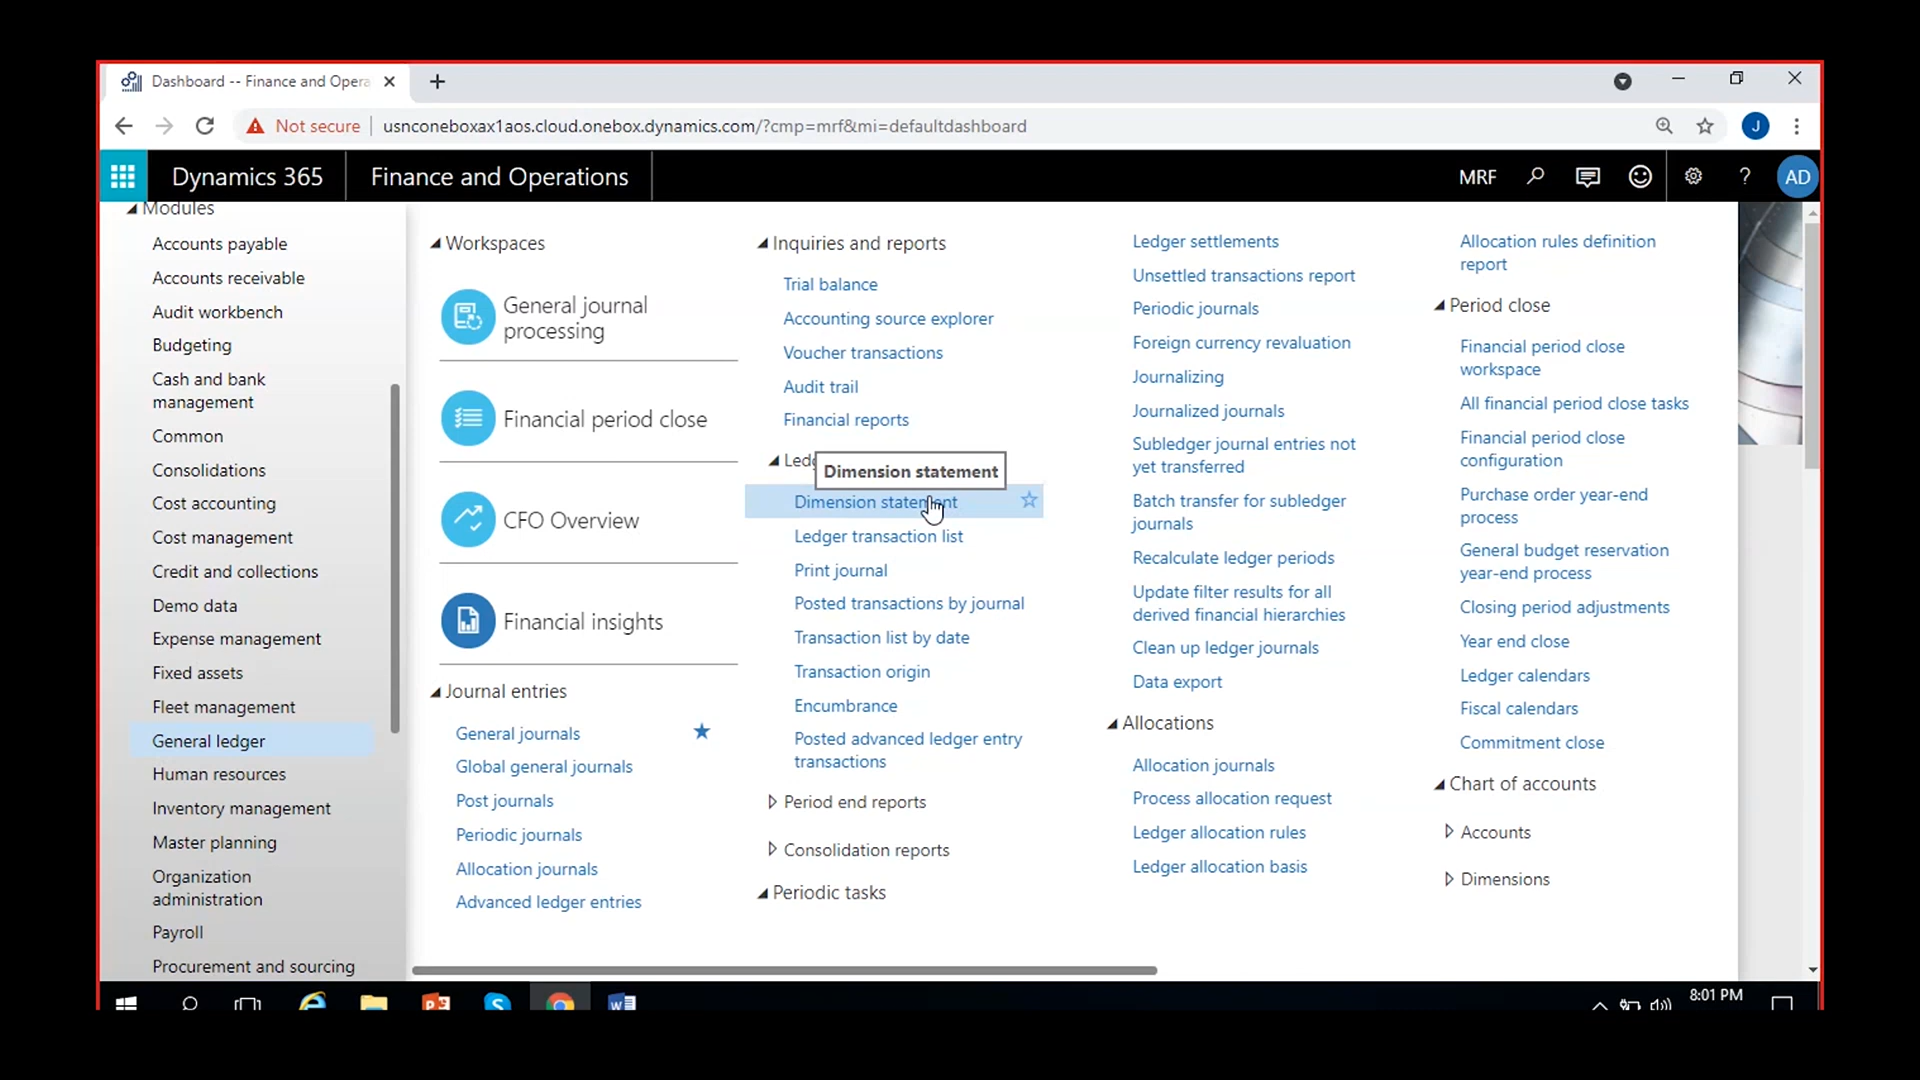 Dashboard -- Finance and Opera
Not secure
usnconeboxax1aos.cloud.onebox.dynamics.com/?cmp=mrf&mi=defaultdashboard
J
Dynamics 365
Finance and Operations
MRF
?
AD
Modules
Accounts payable
Accounts receivable
Audit workbench
Budgeting
Cash and bank
management
Common
Consolidations
Cost accounting
Cost management
Credit and collections
Demo data
Expense management
Fixed assets
Fleet management
General ledger
Human resources
Inventory management
Master planning
Organization
administration
Payroll
Procurement and sourcing
Workspaces
General journal
processing
Financial period close
CFO Overview
Financial insights
Journal entries
General journals
Global general journals
Post journals
Periodic journals
Allocation journals
Advanced ledger entries
Inquiries and reports
Trial balance
Accounting source explorer
Voucher transactions
Audit trail
Financial reports
Dimension statement
Dimension statement
Ledger transaction list
Print journal
Posted transactions by journal
Transaction list by date
Transaction origin
Encumbrance
Posted advanced ledger entry
transactions
Period end reports
Consolidation reports
Periodic tasks
Ledger settlements
Unsettled transactions report
Periodic journals
Foreign currency revaluation
Journalizing
Journalized journals
Subledger journal entries not
yet transferred
Batch transfer for subledger
journals
Recalculate ledger periods
Update filter results for all
derived financial hierarchies
Clean up ledger journals
Data export
Allocations
Allocation journals
Process allocation request
Ledger allocation rules
Ledger allocation basis
Allocation rules definition
report
Period close
Financial period close
workspace
All financial period close tasks
Financial period close
configuration
Purchase order year-end
process
General budget reservation
year-end process
Closing period adjustments
Year end close
Ledger calendars
Fiscal calendars
Commitment close
Chart of accounts
Accounts
Dimensions
8:01 PM